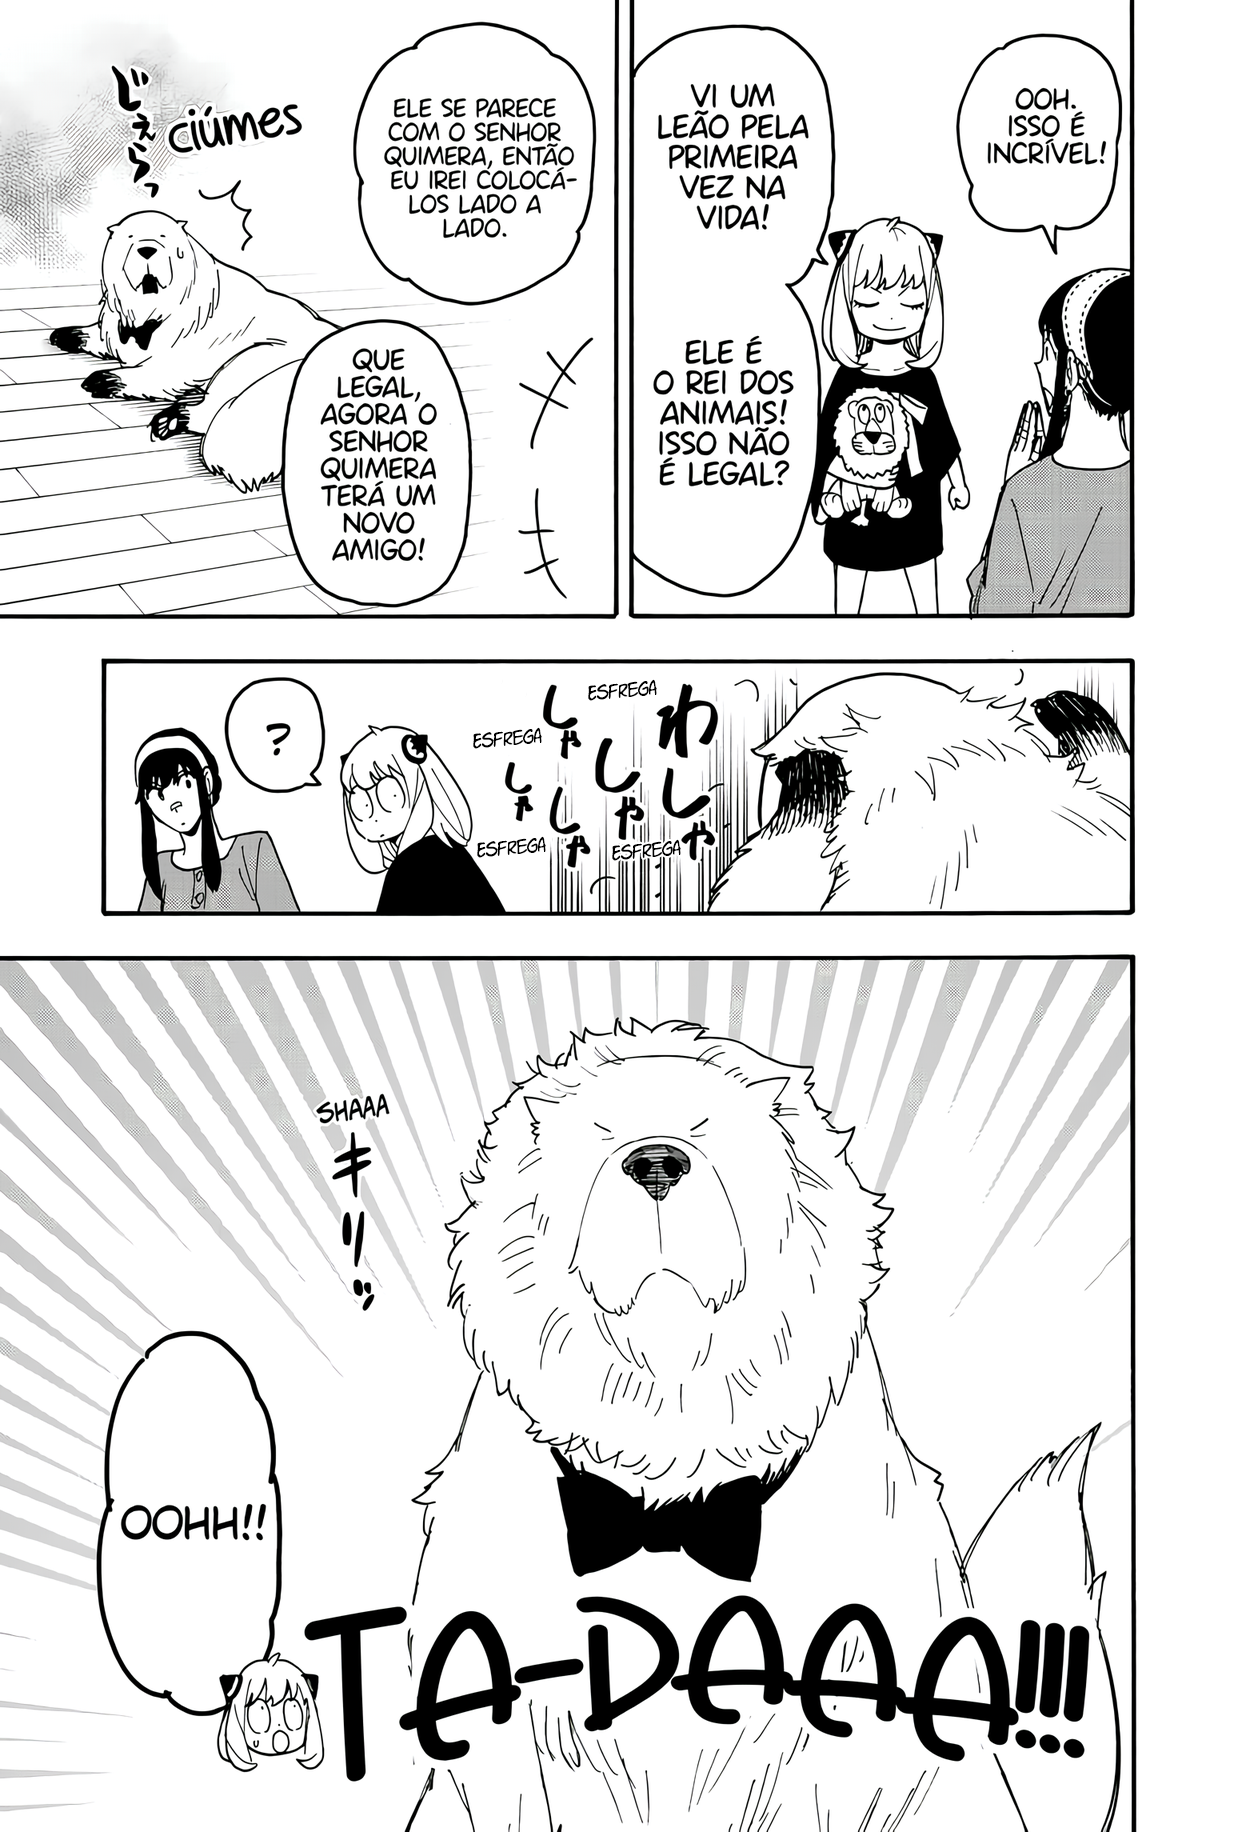 OOH.
ISSO É
INCRÍVEL!
VI UM
LEÃO PELA
PRIMEIRA
VEZ NA
VIDA!
ELE É
O REI DOS
ANIMAIS!
ISSO NÃO
É LEGAL?
ELE SE PARECE
COM O SENHOR
QUIMERA, ENTÃO
EU IREI COLOCÁ-
LOS LADO A
LADO.
QUE
LEGAL,
AGORA O
SENHOR
QUIMERA
TERÁ UM
NOVO
AMIGO!
じぇらっ
ciúmes
わしゃ
しゃ
しゃ
しゃ
しゃ
ESFREGA
ESFREGA
ESFREGA
ESFREGA
?
SHAAA
キリッ
OOHH!!
TA-DAAAA!!!